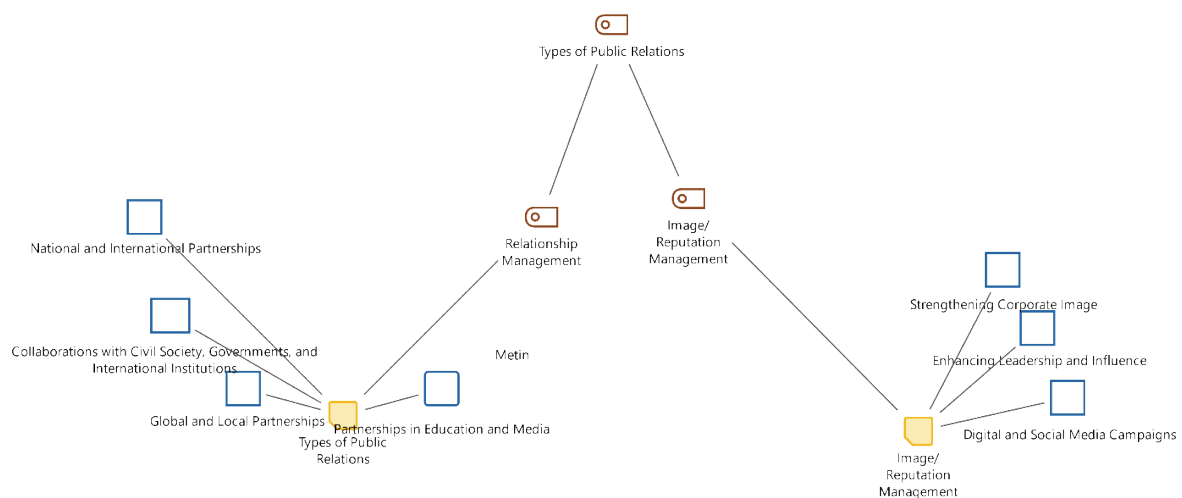 Types of Public Relations
Relationship
Management
Image/
Reputation
Management
National and International Partnerships
Collaborations with Civil Society, Governments, and
International Institutions
Global and Local Partnerships
Types of Public
Relations
Metin
Partnerships in Education and Media
Strengthening Corporate Image
Enhancing Leadership and Influence
Digital and Social Media Campaigns
Image/
Reputation
Management